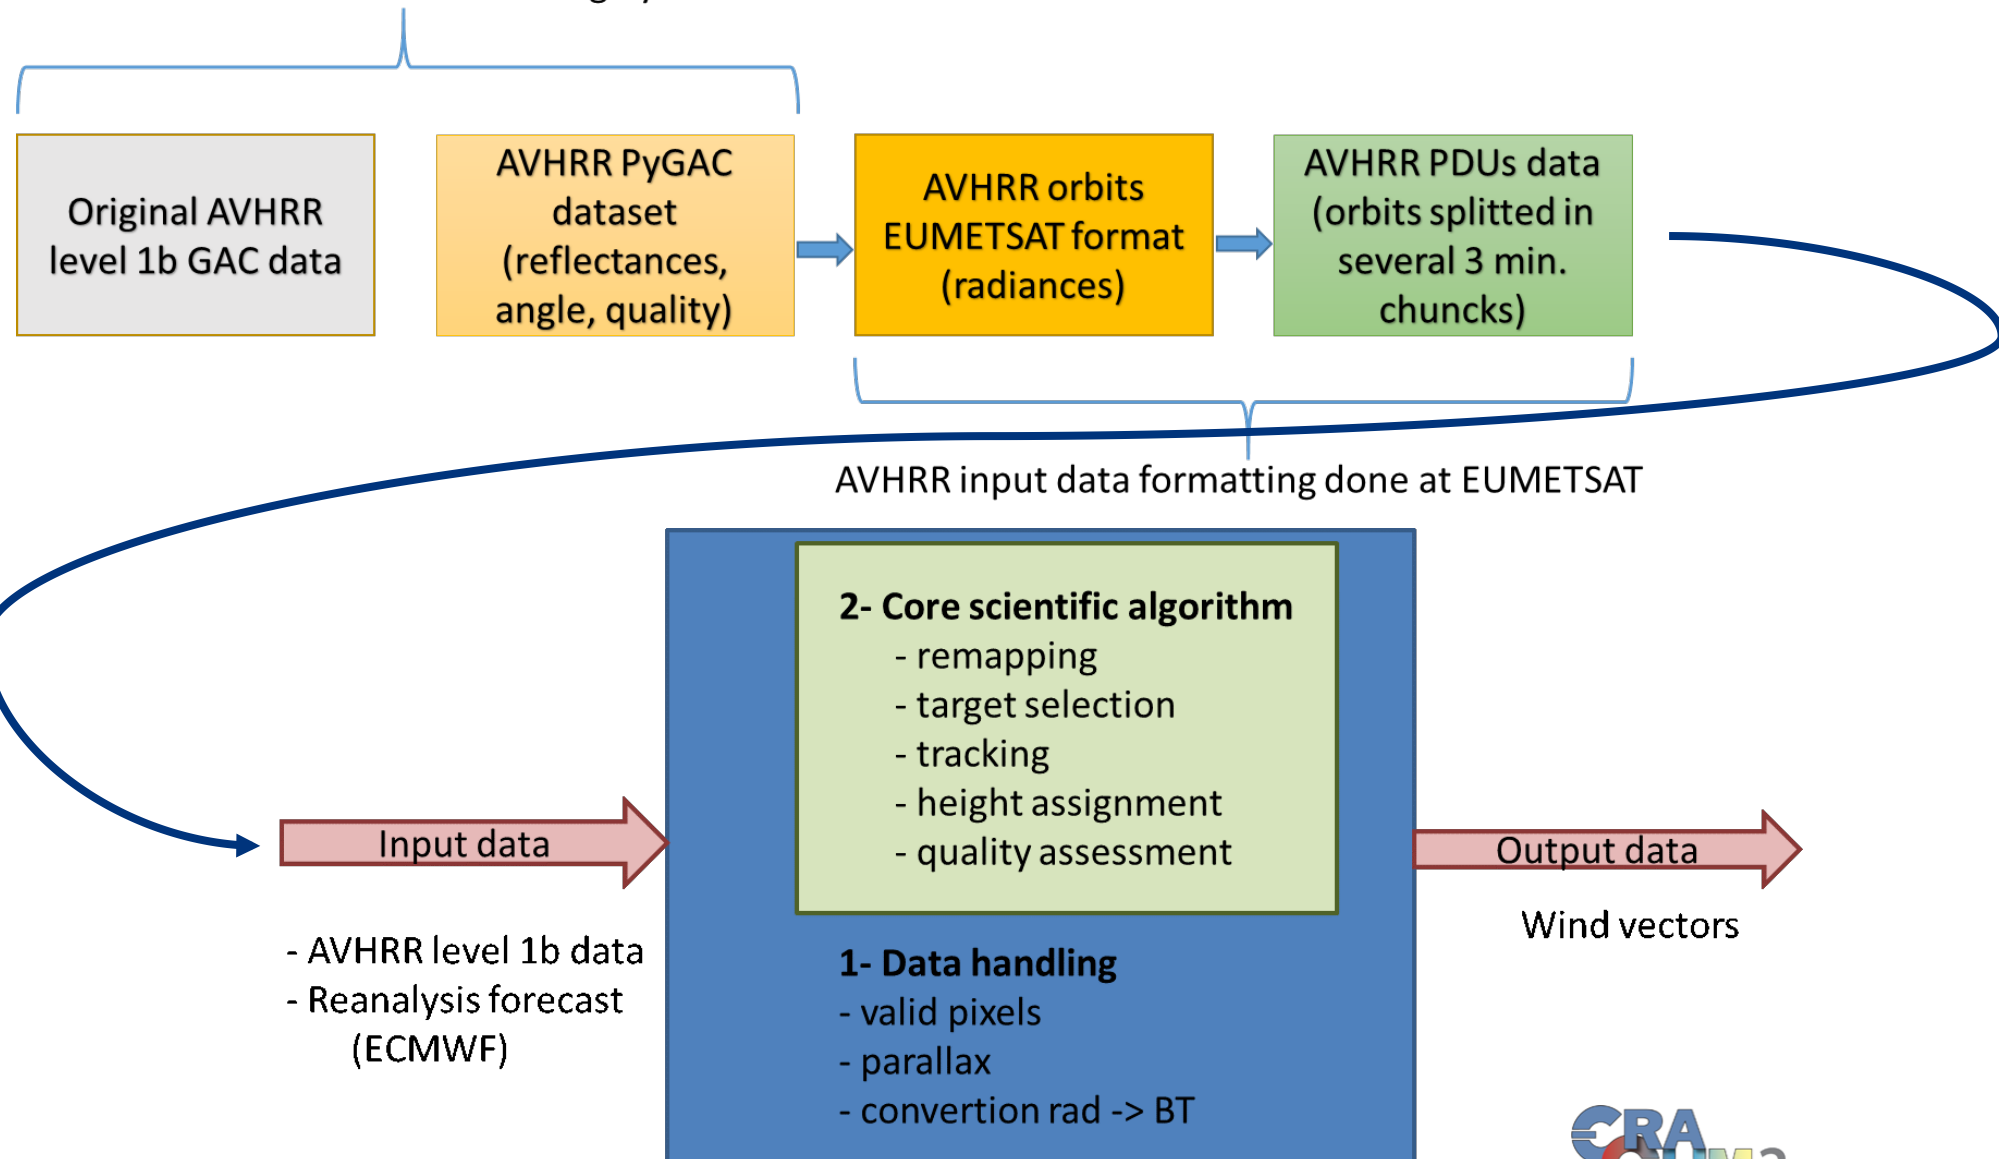 Original AVHRR
level 1b GAC data
AVHRR PyGAC
dataset
(reflectances,
angle, quality)
AVHRR orbits
EUMETSAT format
(radiances)
AVHRR PDUs data
(orbits splitted in
several 3 min.
chuncks)
AVHRR input data formatting done at EUMETSAT
2- Core scientific algorithm
- remapping
- target selection
- tracking
- height assignment
- quality assessment
Input data
Output data
- AVHRR level 1b data
- Reanalysis forecast
(ECMWF)
Wind vectors
1- Data handling
- valid pixels
- parallax
- convertion rad -> BT
ERA